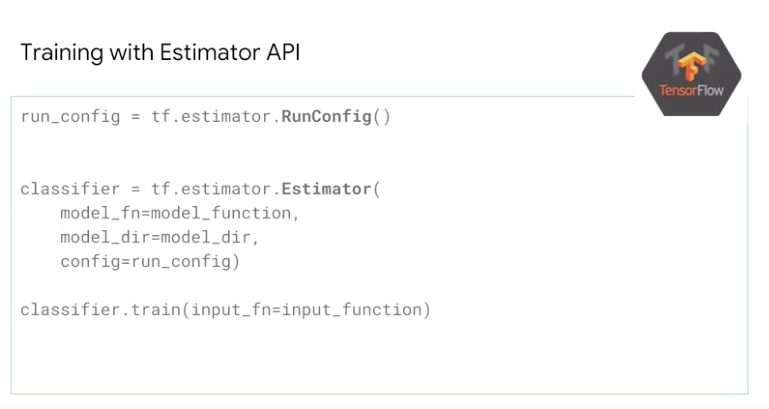 Training with Estimator API
TensorFlow
run_config = tf.estimator.RunConfig()
classifier = tf.estimator.Estimator(
    model_fn=model_function,
    model_dir=model_dir,
    config=run_config)
classifier.train(input_fn=input_function)